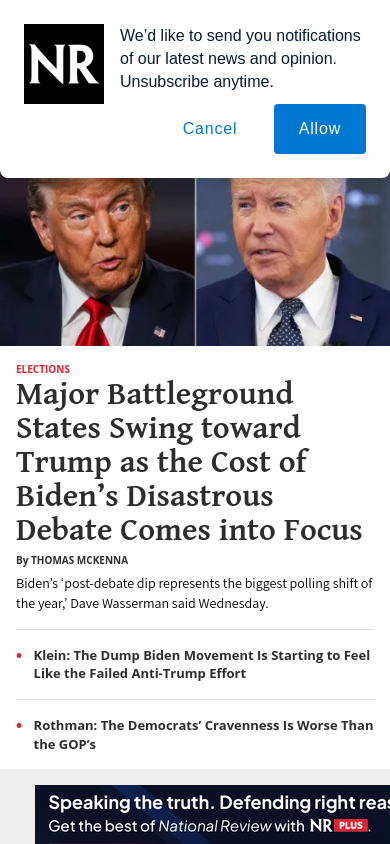 NR
We’d like to send you notifications
of our latest news and opinion.
Unsubscribe anytime.
Cancel
Allow
ELECTIONS
Major Battleground
States Swing toward
Trump as the Cost of
Biden’s Disastrous
Debate Comes into Focus
By THOMAS MCKENNA
Biden’s ‘post-debate dip represents the biggest polling shift of
the year,’ Dave Wasserman said Wednesday.
• Klein: The Dump Biden Movement Is Starting to Feel
Like the Failed Anti-Trump Effort
• Rothman: The Democrats’ Cravenness Is Worse Than
the GOP’s
Speaking the truth. Defending right reas
Get the best of National Review with NR PLUS.